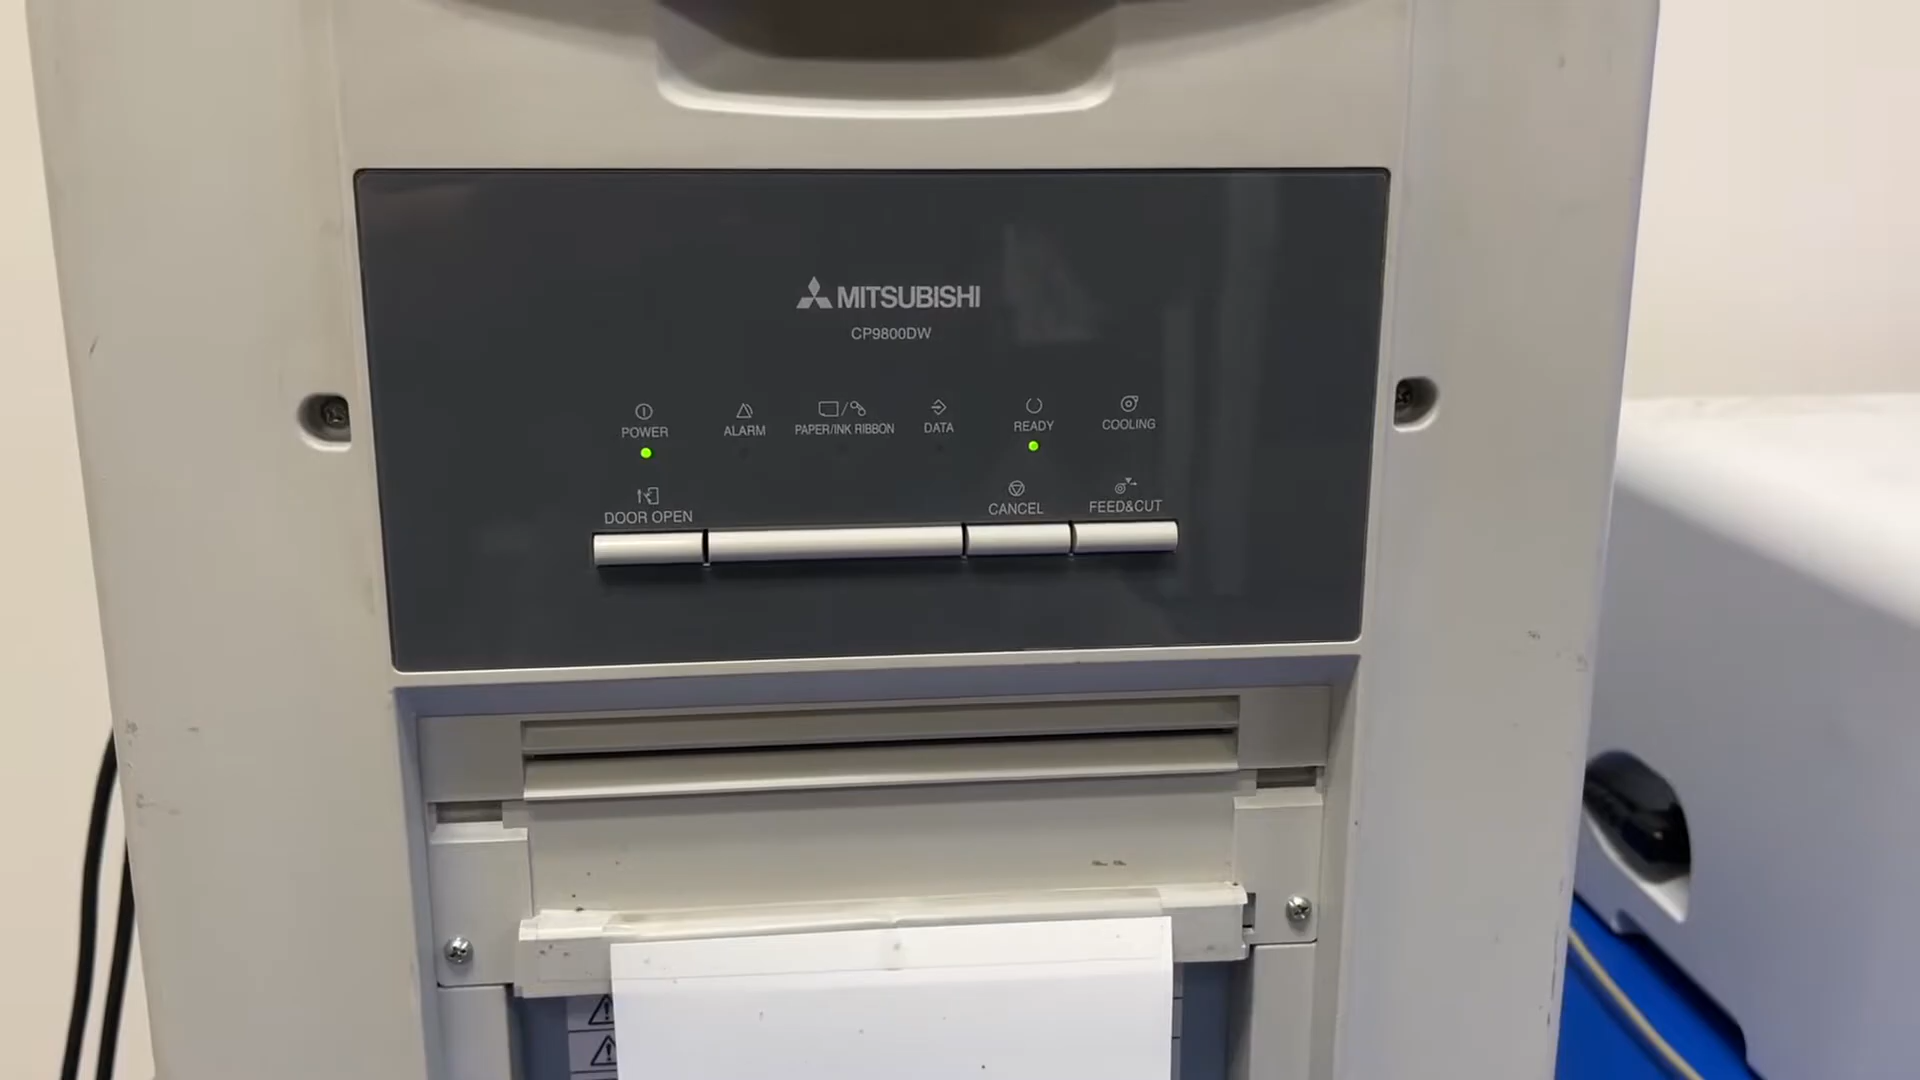 MITSUBISHI
CP9800DW
POWER
ALARM
PAPER/INK RIBBON
DATA
READY
COOLING
DOOR OPEN
CANCEL
FEED&CUT